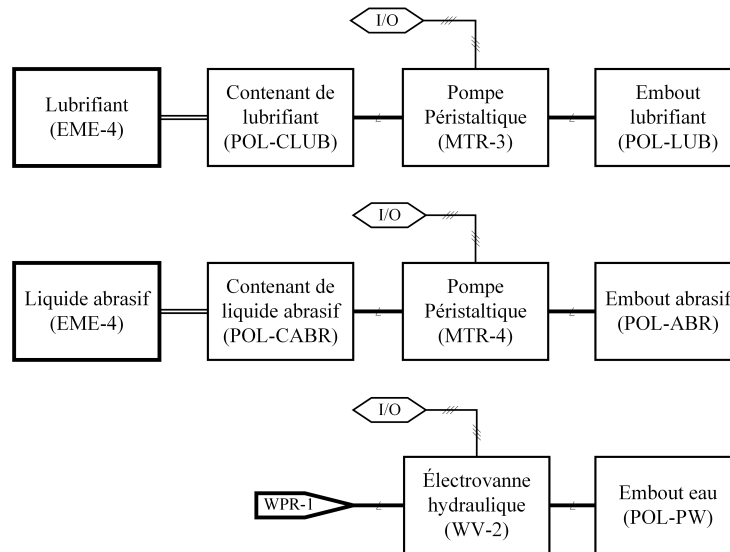 I/O
Lubrifiant
(EME-4)
Contenant de
lubrifiant
(POL-CLUB)
Pompe
Péristaltique
(MTR-3)
Embout
lubrifiant
(POL-LUB)
I/O
Liquide abrasif
(EME-4)
Contenant de
liquide abrasif
(POL-CABR)
Pompe
Péristaltique
(MTR-4)
Embout abrasif
(POL-ABR)
I/O
WPR-1
Électrovanne
hydraulique
(WV-2)
Embout eau
(POL-PW)